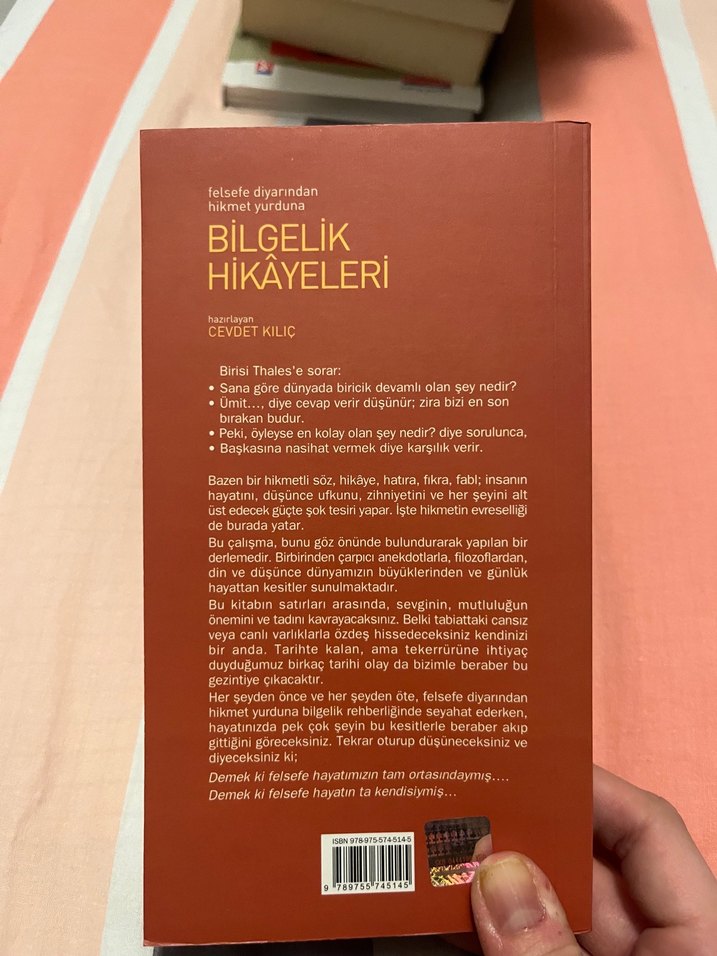 felsefe diyarından
hikmet yurduna
BİLGELİK
HİKÂYELERİ
hazırlayan
CEVDET KILIÇ
Birisi Thales'e sorar:
• Sana göre dünyada biricik devamlı olan şey nedir?
• Ümit..., diye cevap verir düşünür; zira bizi en son
bırakan budur.
• Peki, öyleyse en kolay olan şey nedir? diye sorulunca,
• Başkasına nasihat vermek diye karşılık verir.
Bazen bir hikmetli söz, hikâye, hatıra, fıkra, fabl; insanın
hayatını, düşünce ufkunu, zihniyetini ve her şeyini alt
üst edecek güçte şok tesiri yapar. İşte hikmetin evreselliği
de burada yatar.
Bu çalışma, bunu göz önünde bulundurarak yapılan bir
derlemedir. Birbirinden çarpıcı anekdotlarla, filozoflardan,
din ve düşünce dünyamızın büyüklerinden ve günlük
hayattan kesitler sunulmaktadır.
Bu kitabın satırları arasında, sevginin, mutluluğun
önemini ve tadını kavrayacaksınız. Belki tabiattaki cansız
veya canlı varlıklarla özdeş hissedeceksiniz kendinizi
bir anda. Tarihte kalan, ama tekerrürüne ihtiyaç
duyduğumuz birkaç tarihi olay da bizimle beraber bu
gezintiye çıkacaktır.
Her şeyden önce ve her şeyden öte, felsefe diyarından
hikmet yurduna bilgelik rehberliğinde seyahat ederken,
hayatınızda pek çok şeyin bu kesitlerle beraber akıp
gittiğini göreceksiniz. Tekrar oturup düşüneceksiniz ve
diyeceksiniz ki;
Demek ki felsefe hayatımızın tam ortasındaymış....
Demek ki felsefe hayatın ta kendisiymiş...
ISBN 978-975-574-514-5
9 789755 745145